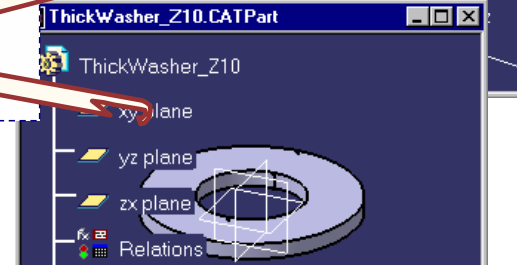 ThickWasher_Z10.CATPart
ThickWasher_Z10
xy plane
yz plane
zx plane
Relations